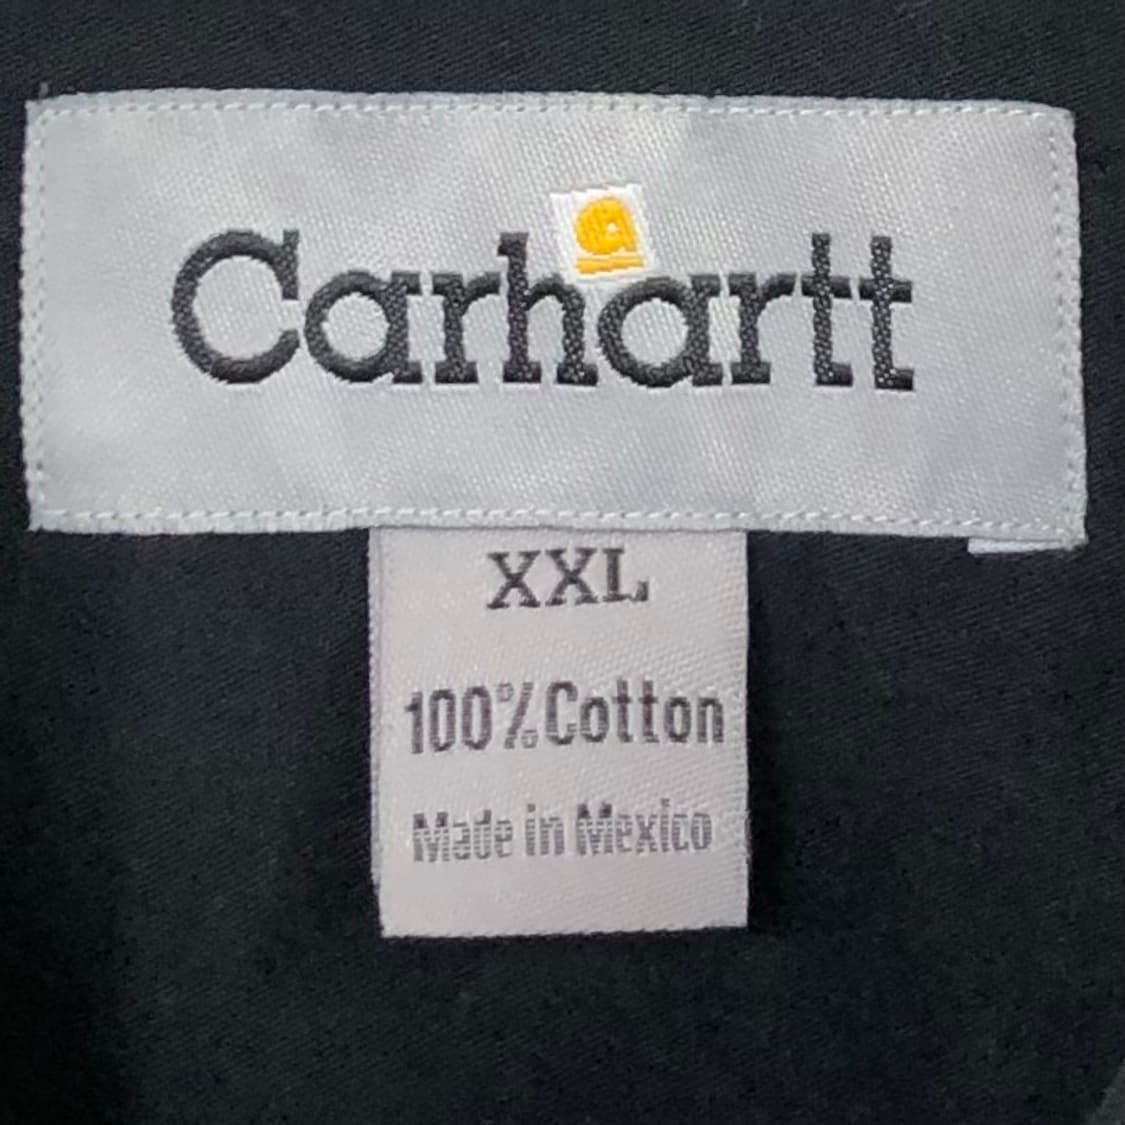 Carhartt
XXL
100% Cotton
Made in Mexico